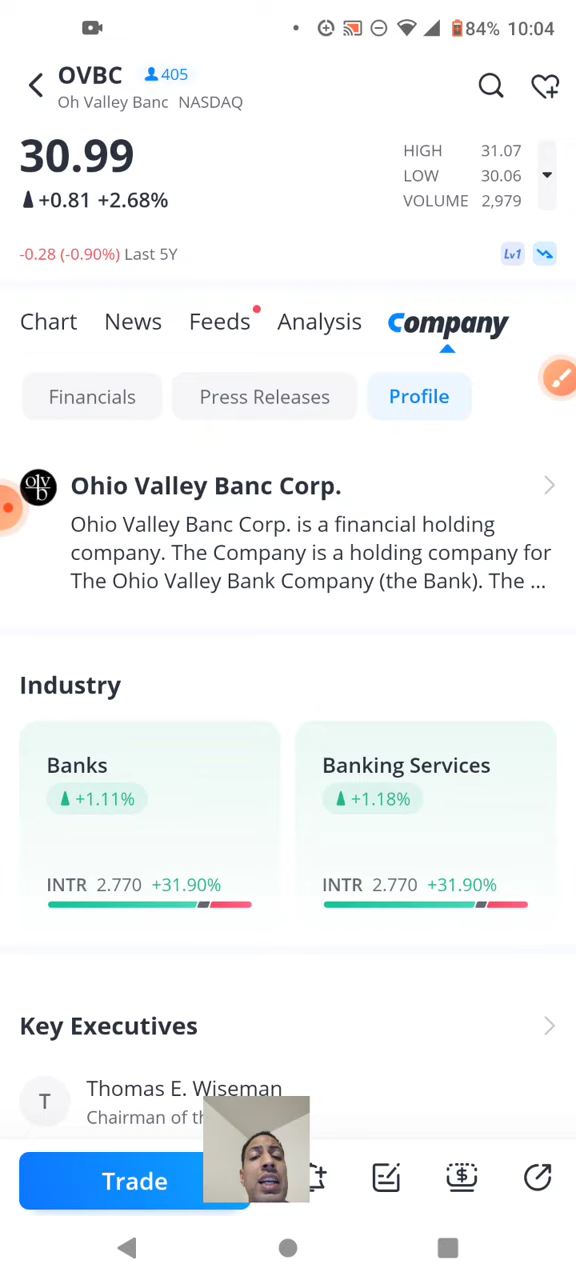 84% 10:04
OVBC 405
Oh Valley Banc NASDAQ
30.99
+0.81 +2.68%
HIGH 31.07
LOW 30.06
VOLUME 2,979
-0.28 (-0.90%) Last 5Y
Lv1
Chart News Feeds Analysis Company
Financials Press Releases Profile
olv
b
Ohio Valley Banc Corp.
Ohio Valley Banc Corp. is a financial holding
company. The Company is a holding company for
The Ohio Valley Bank Company (the Bank). The ...
Industry
Banks
+1.11%
INTR 2.770 +31.90%
Banking Services
+1.18%
INTR 2.770 +31.90%
Key Executives
T
Thomas E. Wiseman
Chairman of
Trade